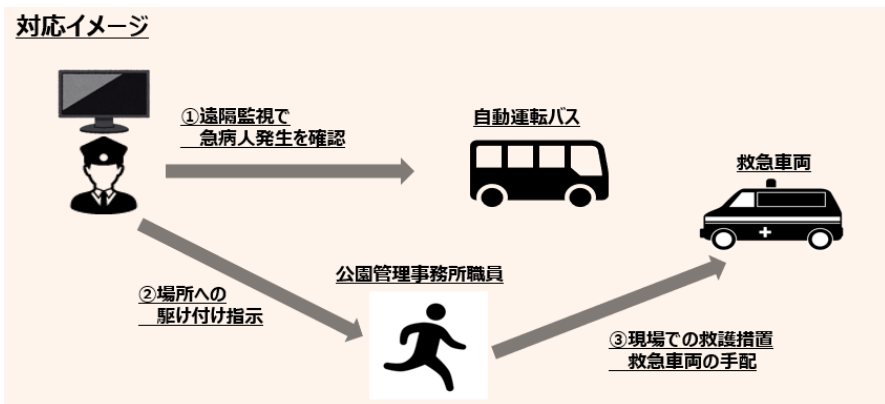 対応イメージ
①遠隔監視で
急病人発生を確認
自動運転バス
救急車両
公園管理事務所職員
②場所への
駆け付け指示
③現場での救護措置
救急車両の手配